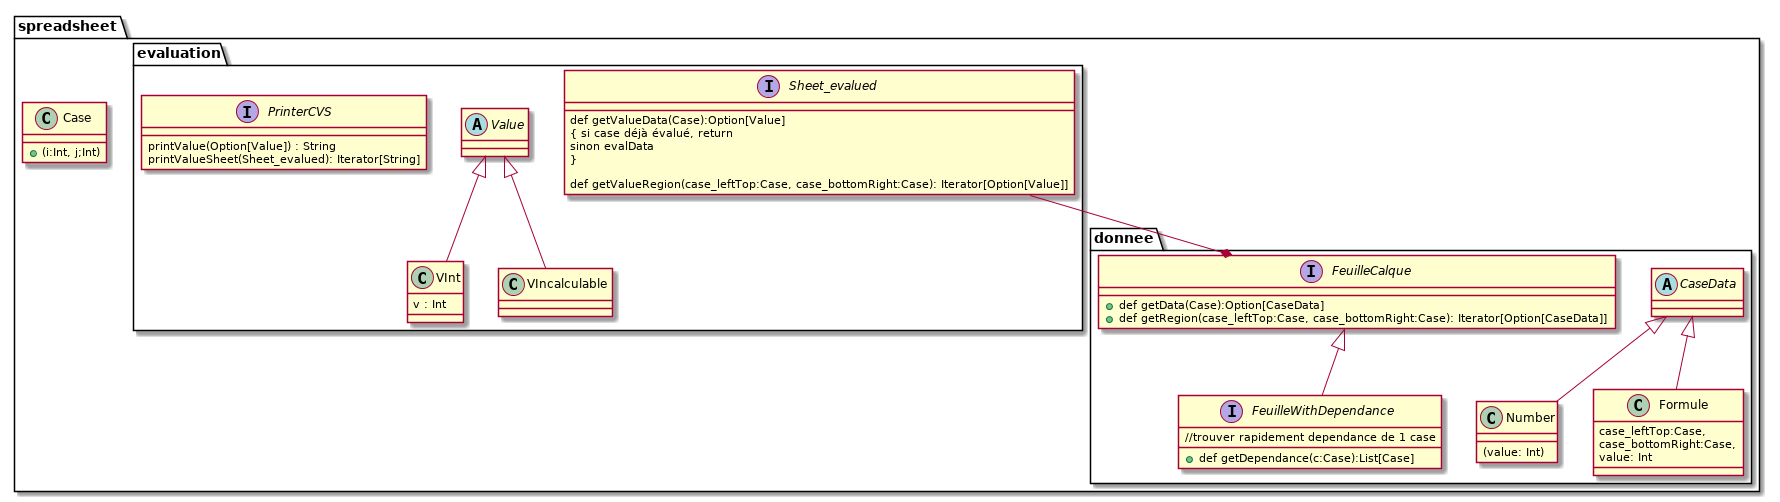 spreadsheet
evaluation
C Case
(i:Int, j;Int)
I PrinterCVS
printValue(Option[Value]) : String
printValueSheet(Sheet_evalued): Iterator[String]
A Value
I Sheet_evalued
def getValueData(Case):Option[Value]
{ si case déjà évalué, return
sinon evalData
}
def getValueRegion(case_leftTop:Case, case_bottomRight:Case): Iterator[Option[Value]]
C VInt
v : Int
C VIncalculable
donnee
I FeuilleCalque
def getData(Case):Option[CaseData]
def getRegion(case_leftTop:Case, case_bottomRight:Case): Iterator[Option[CaseData]]
A CaseData
I FeuilleWithDependance
//trouver rapidement dependance de 1 case
def getDependance(c:Case):List[Case]
C Number
(value: Int)
C Formule
case_leftTop:Case,
case_bottomRight:Case,
value: Int